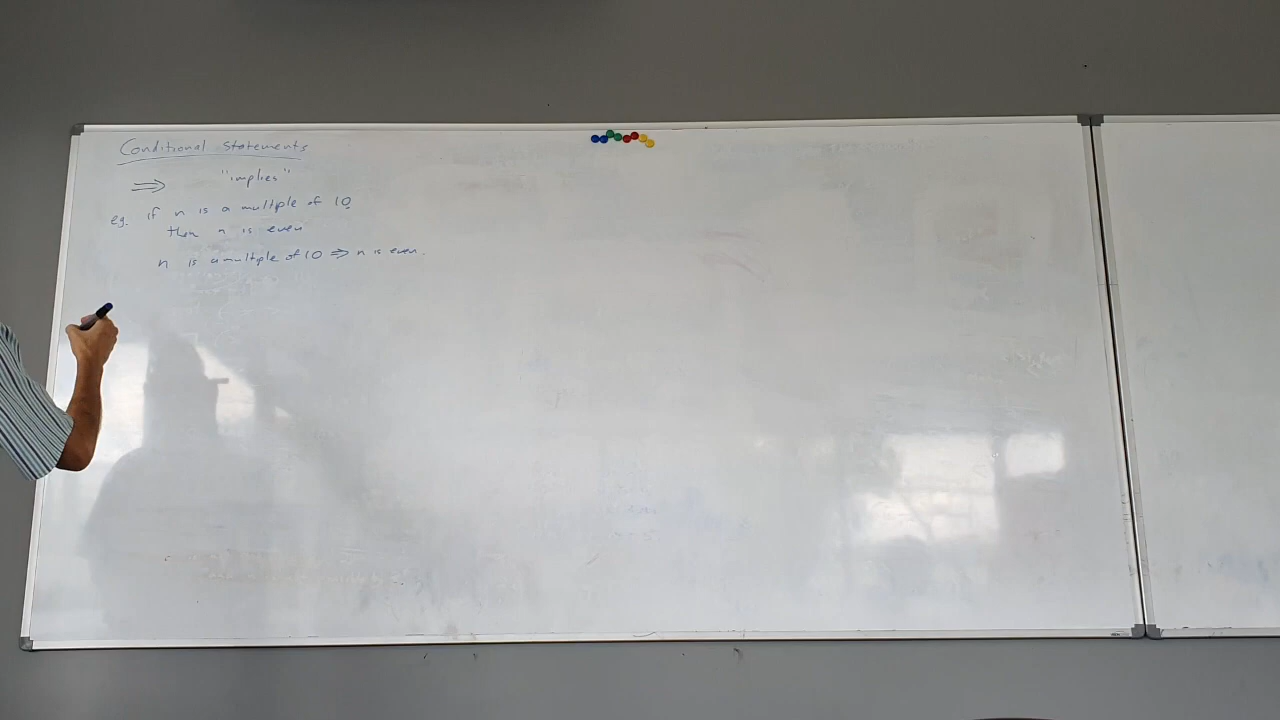 Conditional Statements
⇒ "implies"
eg. if n is a multiple of 10
then n is even
n is a multiple of 10 ⇒ n is even.